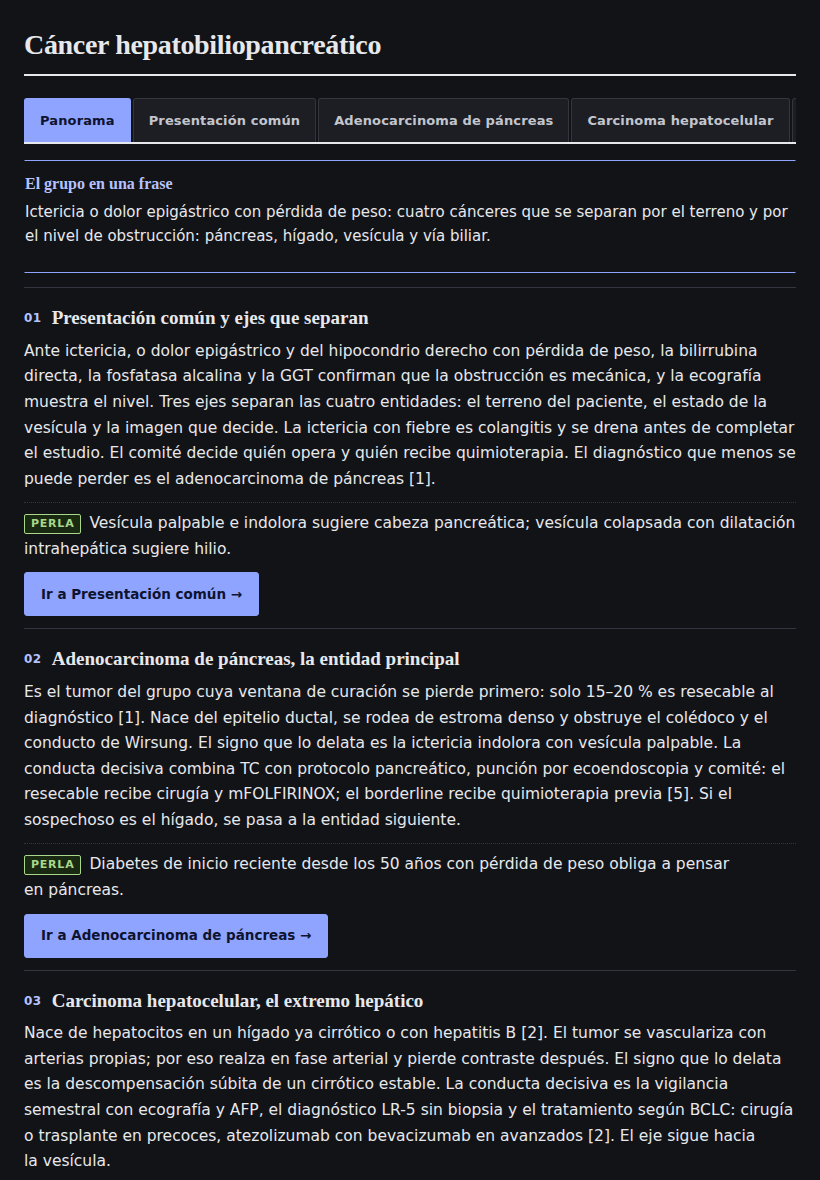 Cáncer hepatobiliopancreático
Panorama
Presentación común
Adenocarcinoma de páncreas
Carcinoma hepatocelular
El grupo en una frase
Ictericia o dolor epigástrico con pérdida de peso: cuatro cánceres que se separan por el terreno y por
el nivel de obstrucción: páncreas, hígado, vesícula y vía biliar.
01 Presentación común y ejes que separan
Ante ictericia, o dolor epigástrico y del hipocondrio derecho con pérdida de peso, la bilirrubina
directa, la fosfatasa alcalina y la GGT confirman que la obstrucción es mecánica, y la ecografía
muestra el nivel. Tres ejes separan las cuatro entidades: el terreno del paciente, el estado de la
vesícula y la imagen que decide. La ictericia con fiebre es colangitis y se drena antes de completar
el estudio. El comité decide quién opera y quién recibe quimioterapia. El diagnóstico que menos se
puede perder es el adenocarcinoma de páncreas [1].
PERLA Vesícula palpable e indolora sugiere cabeza pancreática; vesícula colapsada con dilatación
intrahepática sugiere hilio.
Ir a Presentación común →
02 Adenocarcinoma de páncreas, la entidad principal
Es el tumor del grupo cuya ventana de curación se pierde primero: solo 15–20 % es resecable al
diagnóstico [1]. Nace del epitelio ductal, se rodea de estroma denso y obstruye el colédoco y el
conducto de Wirsung. El signo que lo delata es la ictericia indolora con vesícula palpable. La
conducta decisiva combina TC con protocolo pancreático, punción por ecoendoscopia y comité: el
resecable recibe cirugía y mFOLFIRINOX; el borderline recibe quimioterapia previa [5]. Si el
sospechoso es el hígado, se pasa a la entidad siguiente.
PERLA Diabetes de inicio reciente desde los 50 años con pérdida de peso obliga a pensar
en páncreas.
Ir a Adenocarcinoma de páncreas →
03 Carcinoma hepatocelular, el extremo hepático
Nace de hepatocitos en un hígado ya cirrótico o con hepatitis B [2]. El tumor se vasculariza con
arterias propias; por eso realza en fase arterial y pierde contraste después. El signo que lo delata
es la descompensación súbita de un cirrótico estable. La conducta decisiva es la vigilancia
semestral con ecografía y AFP, el diagnóstico LR-5 sin biopsia y el tratamiento según BCLC: cirugía
o trasplante en precoces, atezolizumab con bevacizumab en avanzados [2]. El eje sigue hacia
la vesícula.